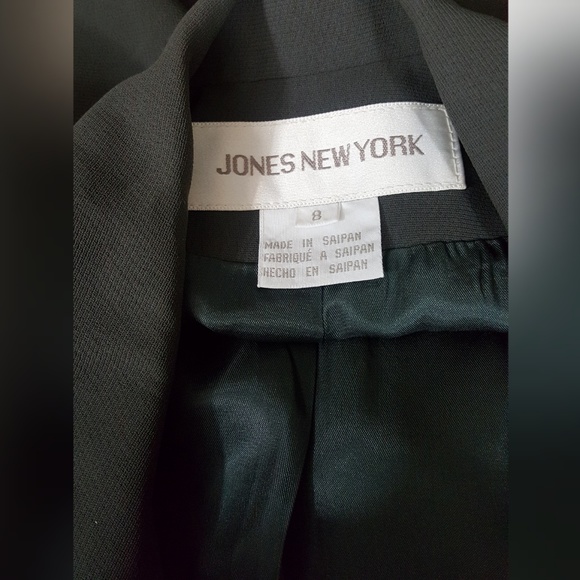 JONES NEW YORK
8
MADE IN SAIPAN
FABRIQUÉ A SAIPAN
HECHO EN SAIPAN